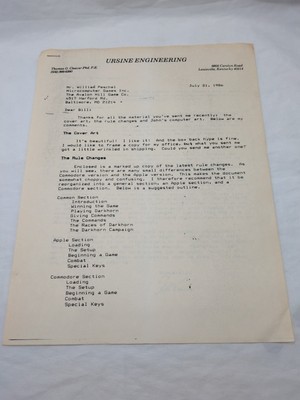 URSINE ENGINEERING
Thomas G. Cleaver PhD, P.E.
Louisville, Kentucky
July 31, 1986
Mr. William Peschel
Microcomputer Games Inc.
The Avalon Hill Game Co.
4517 Harford Rd.
Baltimore, MD 21214
Dear Bill:
Thanks for all the material you've sent me recently: the
cover art, the rule changes and John's computer art. Below are my
comments.
The Cover Art
It's beautiful! I like it! And the box back hype is fine.
I would like to frame a copy for my office, but what you sent me
got a little wrinkled in shipping. Could you send me another one?
The Rule Changes
Enclosed is a marked up copy of the latest rule changes. As
you will see, there are many small differences between the
Commodore version and the Apple version. This makes the document
somewhat choppy and confusing. I therefore recommend that it be
reorganized into a general section, an Apple section, and a
Commodore section. Below is a suggested outline.
Common Section
Introduction
Winning the Game
Playing Darkhorn
Giving Commands
The Commands
The Races of Darkhorn
The Darkhorn Campaign
Apple Section
Loading
The Setup
Beginning a Game
Combat
Special Keys
Commodore Section
Loading
The Setup
Beginning a Game
Combat
Special Keys